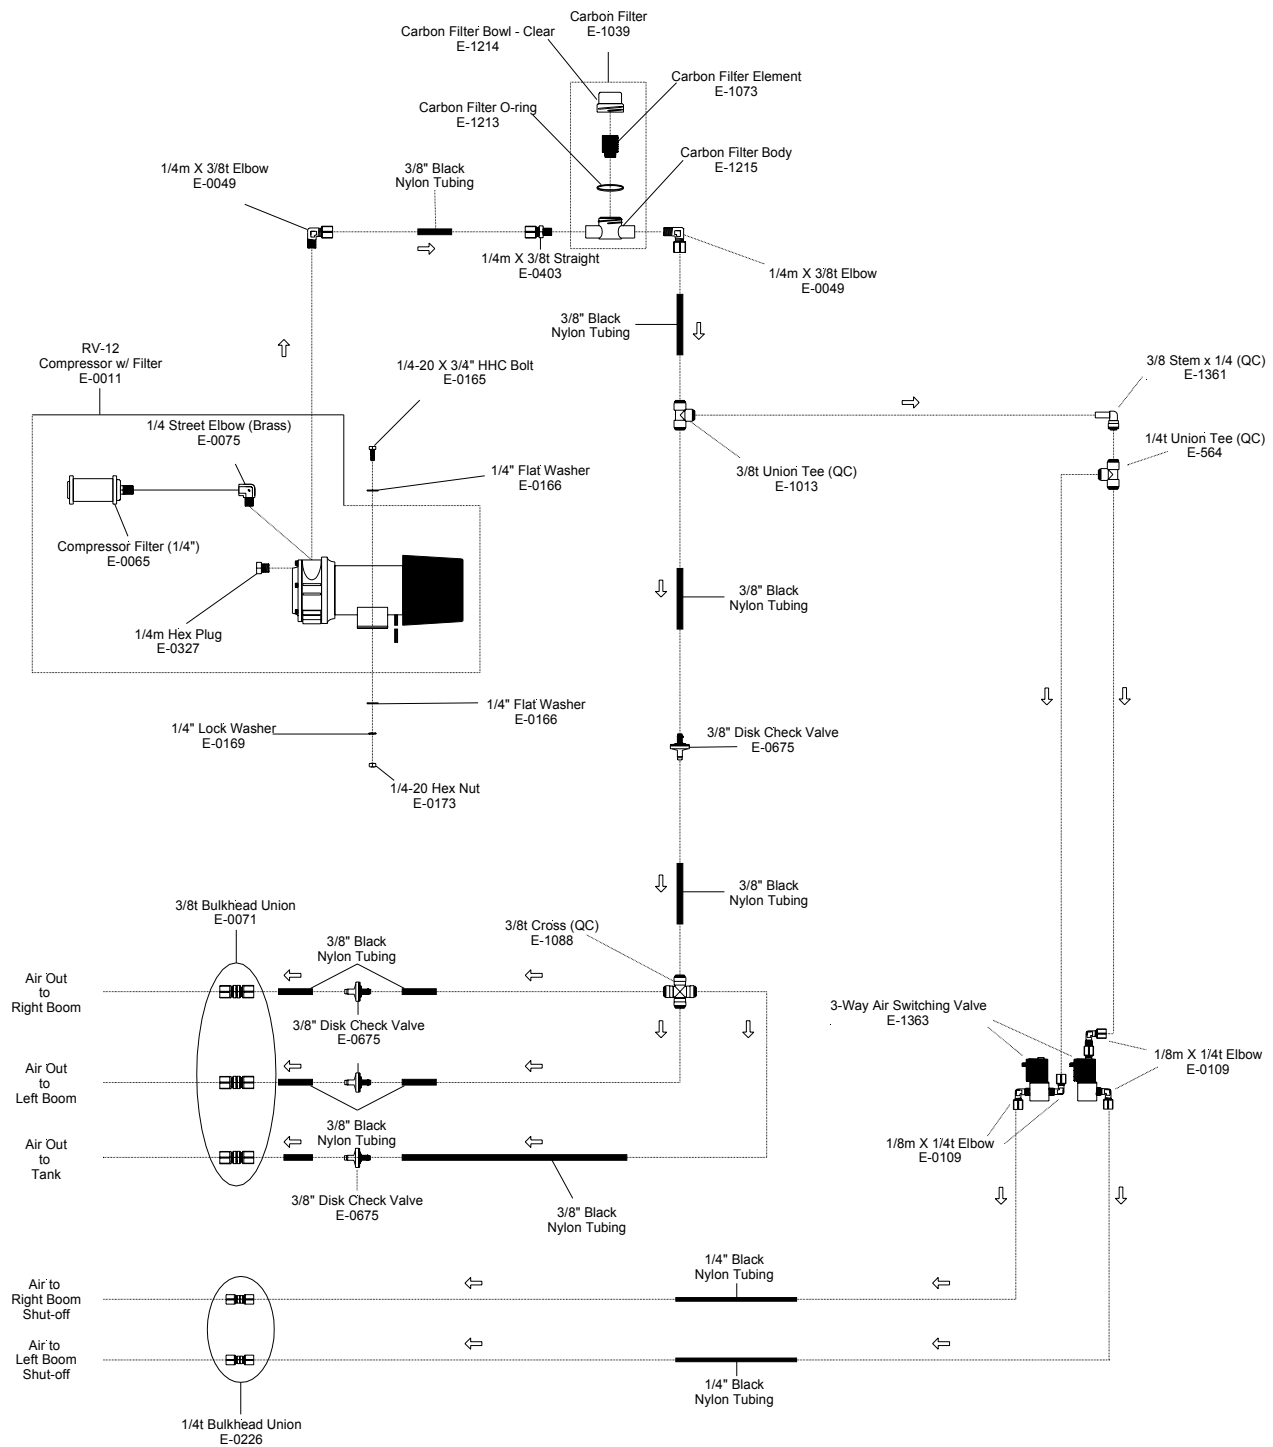 Carbon Filter
E-1039
Carbon Filter Bowl - Clear
E-1214
Carbon Filter Element
E-1073
Carbon Filter O-ring
E-1213
Carbon Filter Body
E-1215
1/4m X 3/8t Elbow
E-0049
3/8" Black
Nylon Tubing
1/4m X 3/8t Straight
E-0403
1/4m X 3/8t Elbow
E-0049
3/8" Black
Nylon Tubing
RV-12
Compressor w/ Filter
E-0011
1/4-20 X 3/4" HHC Bolt
E-0165
3/8 Stem x 1/4 (QC)
E-1361
1/4 Street Elbow (Brass)
E-0075
1/4t Union Tee (QC)
E-564
1/4" Flat Washer
E-0166
3/8t Union Tee (QC)
E-1013
Compressor Filter (1/4")
E-0065
3/8" Black
Nylon Tubing
1/4m Hex Plug
E-0327
1/4" Flat Washer
E-0166
1/4" Lock Washer
E-0169
3/8" Disk Check Valve
E-0675
1/4-20 Hex Nut
E-0173
3/8" Black
Nylon Tubing
3/8t Bulkhead Union
E-0071
3/8t Cross (QC)
E-1088
3/8" Black
Nylon Tubing
Air Out
to
Right Boom
3/8" Disk Check Valve
E-0675
3-Way Air Switching Valve
E-1363
Air Out
to
Left Boom
1/8m X 1/4t Elbow
E-0109
3/8" Black
Nylon Tubing
1/8m X 1/4t Elbow
E-0109
Air Out
to
Tank
3/8" Disk Check Valve
E-0675
3/8" Black
Nylon Tubing
1/4" Black
Nylon Tubing
Air to
Right Boom
Shut-off
Air to
Left Boom
Shut-off
1/4" Black
Nylon Tubing
1/4t Bulkhead Union
E-0226